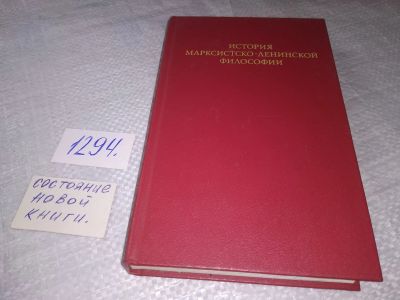 ИСТОРИЯ
МАРКСИСТСКО-ЛЕНИНСКОЙ
ФИЛОСОФИИ
1294.
СОСТОЯНИЕ
НОВОЙ
КНИГИ.